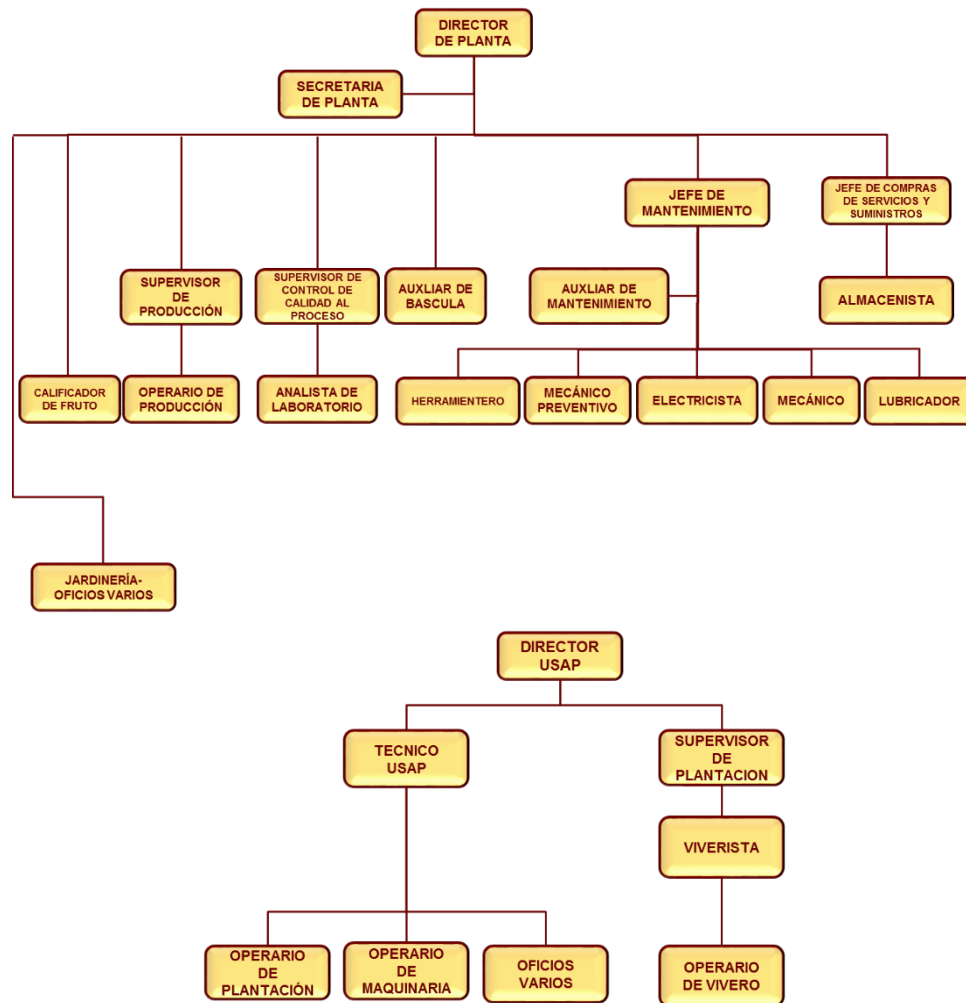 DIRECTOR
DE PLANTA
SECRETARIA
DE PLANTA
JEFE DE
MANTENIMIENTO
JEFE DE COMPRAS
DE SERVICIOS Y
SUMINISTROS
SUPERVISOR
DE
PRODUCCIÓN
SUPERVISOR DE
CONTROL DE
CALIDAD AL
PROCESO
AUXLIAR DE
BASCULA
AUXLIAR DE
MANTENIMIENTO
ALMACENISTA
CALIFICADOR
DE FRUTO
OPERARIO DE
PRODUCCIÓN
ANALISTA DE
LABORATORIO
HERRAMIENTERO
MECÁNICO
PREVENTIVO
ELECTRICISTA
MECÁNICO
LUBRICADOR
JARDINERÍA-
OFICIOS VARIOS
DIRECTOR
USAP
TECNICO
USAP
SUPERVISOR
DE
PLANTACION
VIVERISTA
OPERARIO
DE
PLANTACIÓN
OPERARIO
DE
MAQUINARIA
OFICIOS
VARIOS
OPERARIO
DE VIVERO